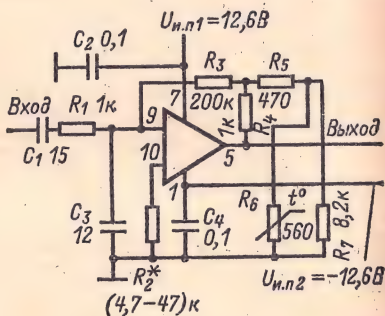 C₂ 0,1
Uи.п1=12,6В
R₃
R₅
Вход
R₁ 1к
7
200к
470
9
1к
R₄
Выход
C₁ 15
10
5
1
C₃
12
C₄
0,1
R₆
t°
560
8,2к
R₇
R₂*
(4,7–47)к
Uи.п2=–12,6В